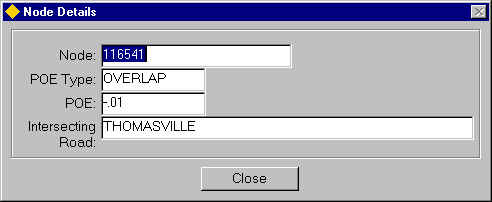 Node Details
Node: 116541
POE Type: OVERLAP
POE: -.01
Intersecting THOMASVILLE
Road:
Close